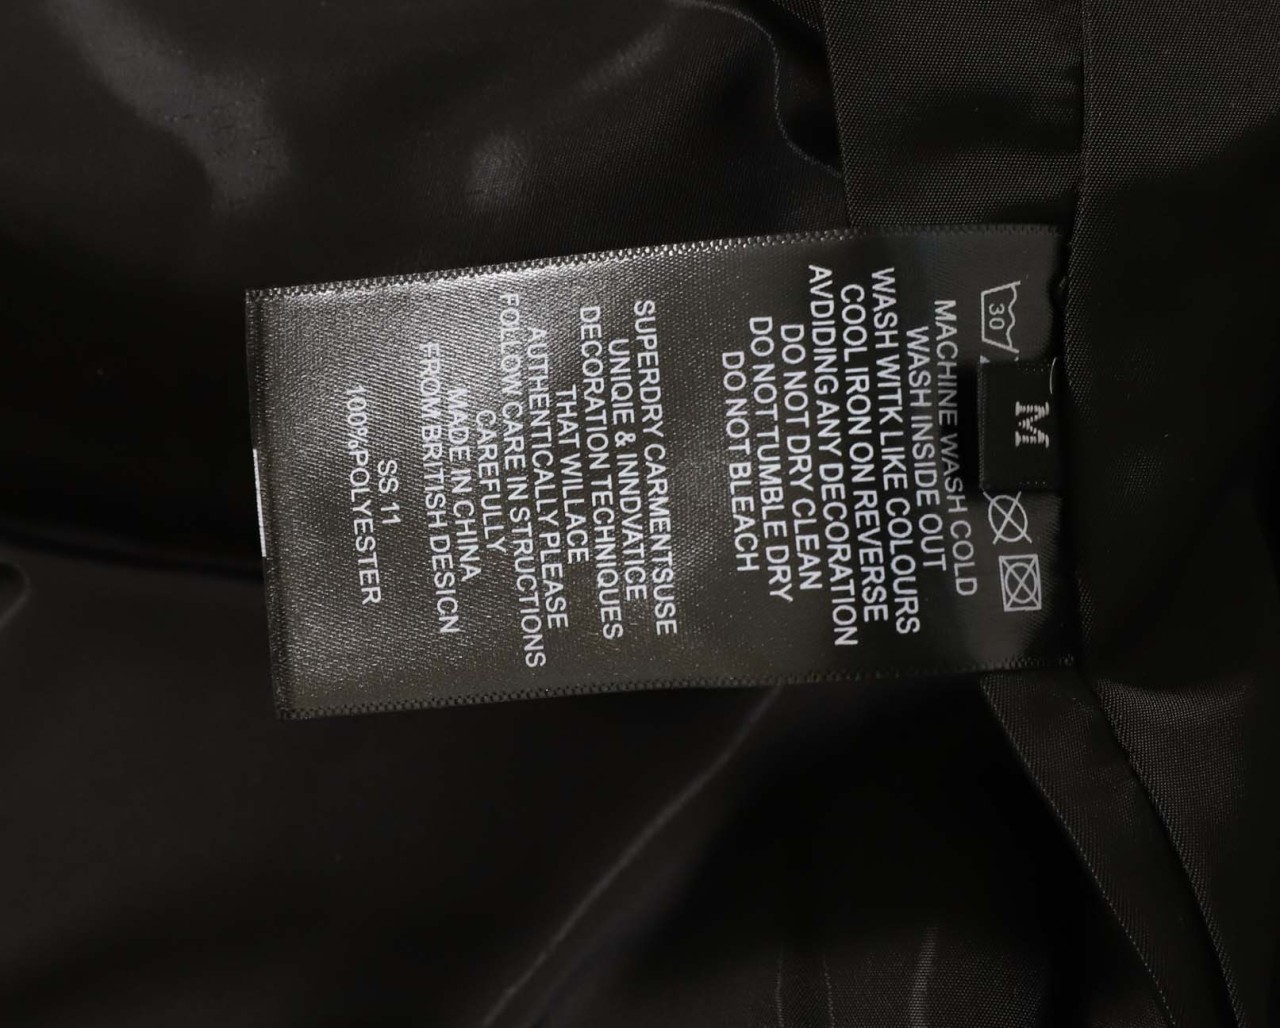 30
M
MACHINE WASH COLD
WASH INSIDE OUT
WASH WITK LIKE COLOURS
COOL IRON ON REVERSE
AVDIDING ANY DECORATION
DO NOT DRY CLEAN
DO NOT TUMBLE DRY
DO NOT BLEACH
SUPERDRY CARMENTSUSE
UNIQIE & INNDVATICE
DECORATION TECHNIQUES
THAT WILLACE
AUTHENTICALLY PLEASE
FOLLOW CARE IN STRUCTIONS
CAREFULLY
MADE IN CHINA
FROM BRITISH DESICN
SS 11
100%POLYESTER